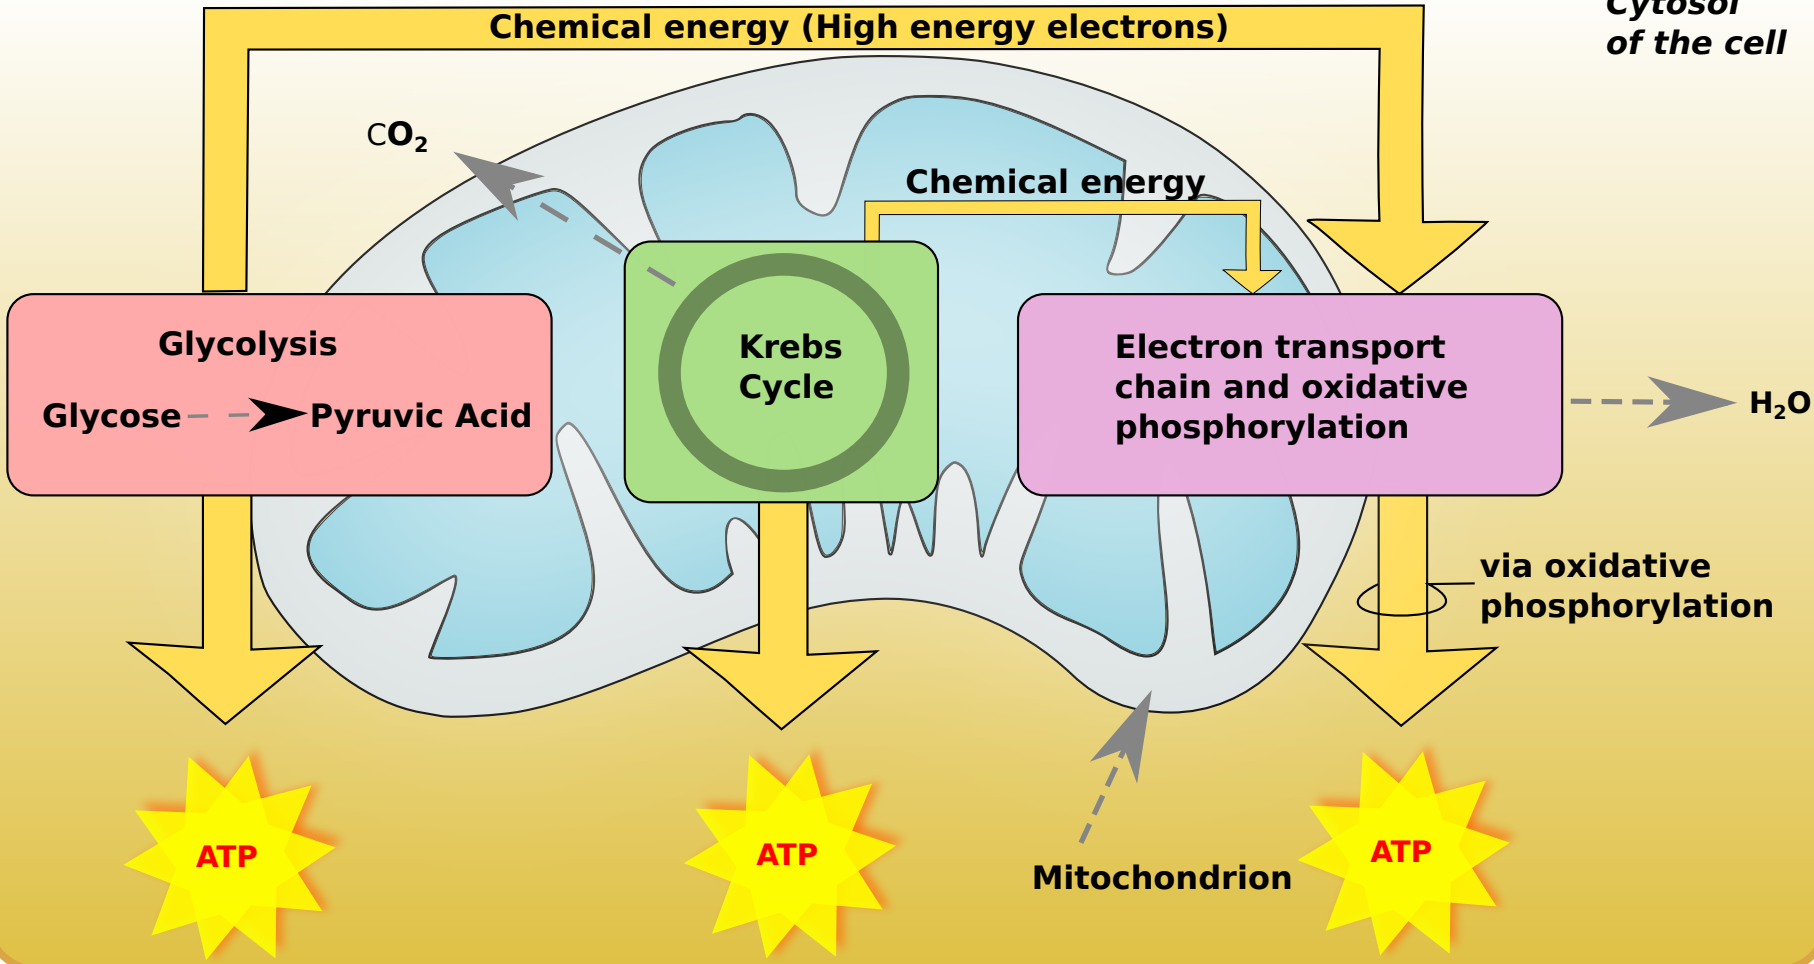 Chemical energy (High energy electrons)
Cytosol
of the cell
CO₂
Chemical energy
Glycolysis
Glycose
Pyruvic Acid
Krebs
Cycle
Electron transport
chain and oxidative
phosphorylation
H₂O
via oxidative
phosphorylation
ATP
ATP
ATP
Mitochondrion